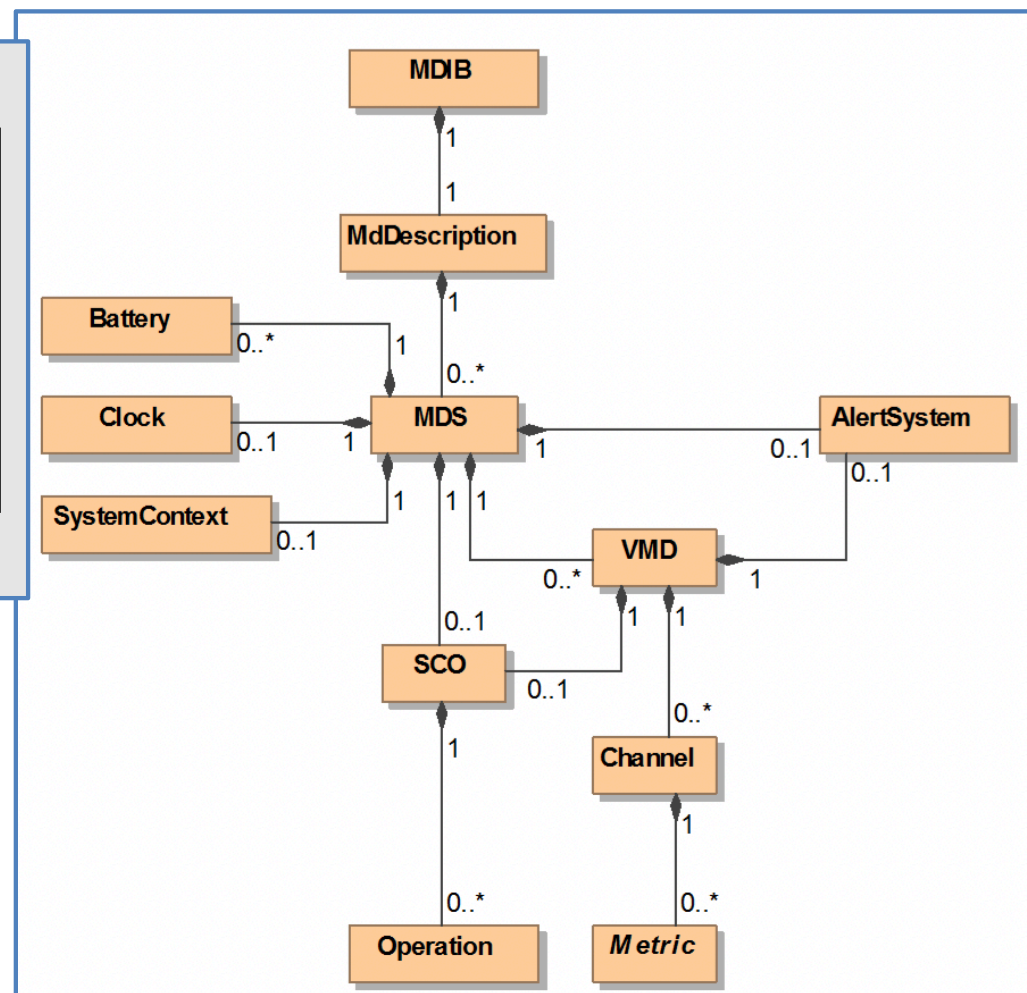 MDIB
1
1
MdDescription
1
0..*
Battery
0..*
1
Clock
0..1
1
MDS
1
0..1
AlertSystem
0..1
SystemContext
0..1
1
1
1
0..*
VMD
1
0..1
SCO
0..1
1
1
1
0..*
Channel
1
0..*
0..*
Operation
Metric